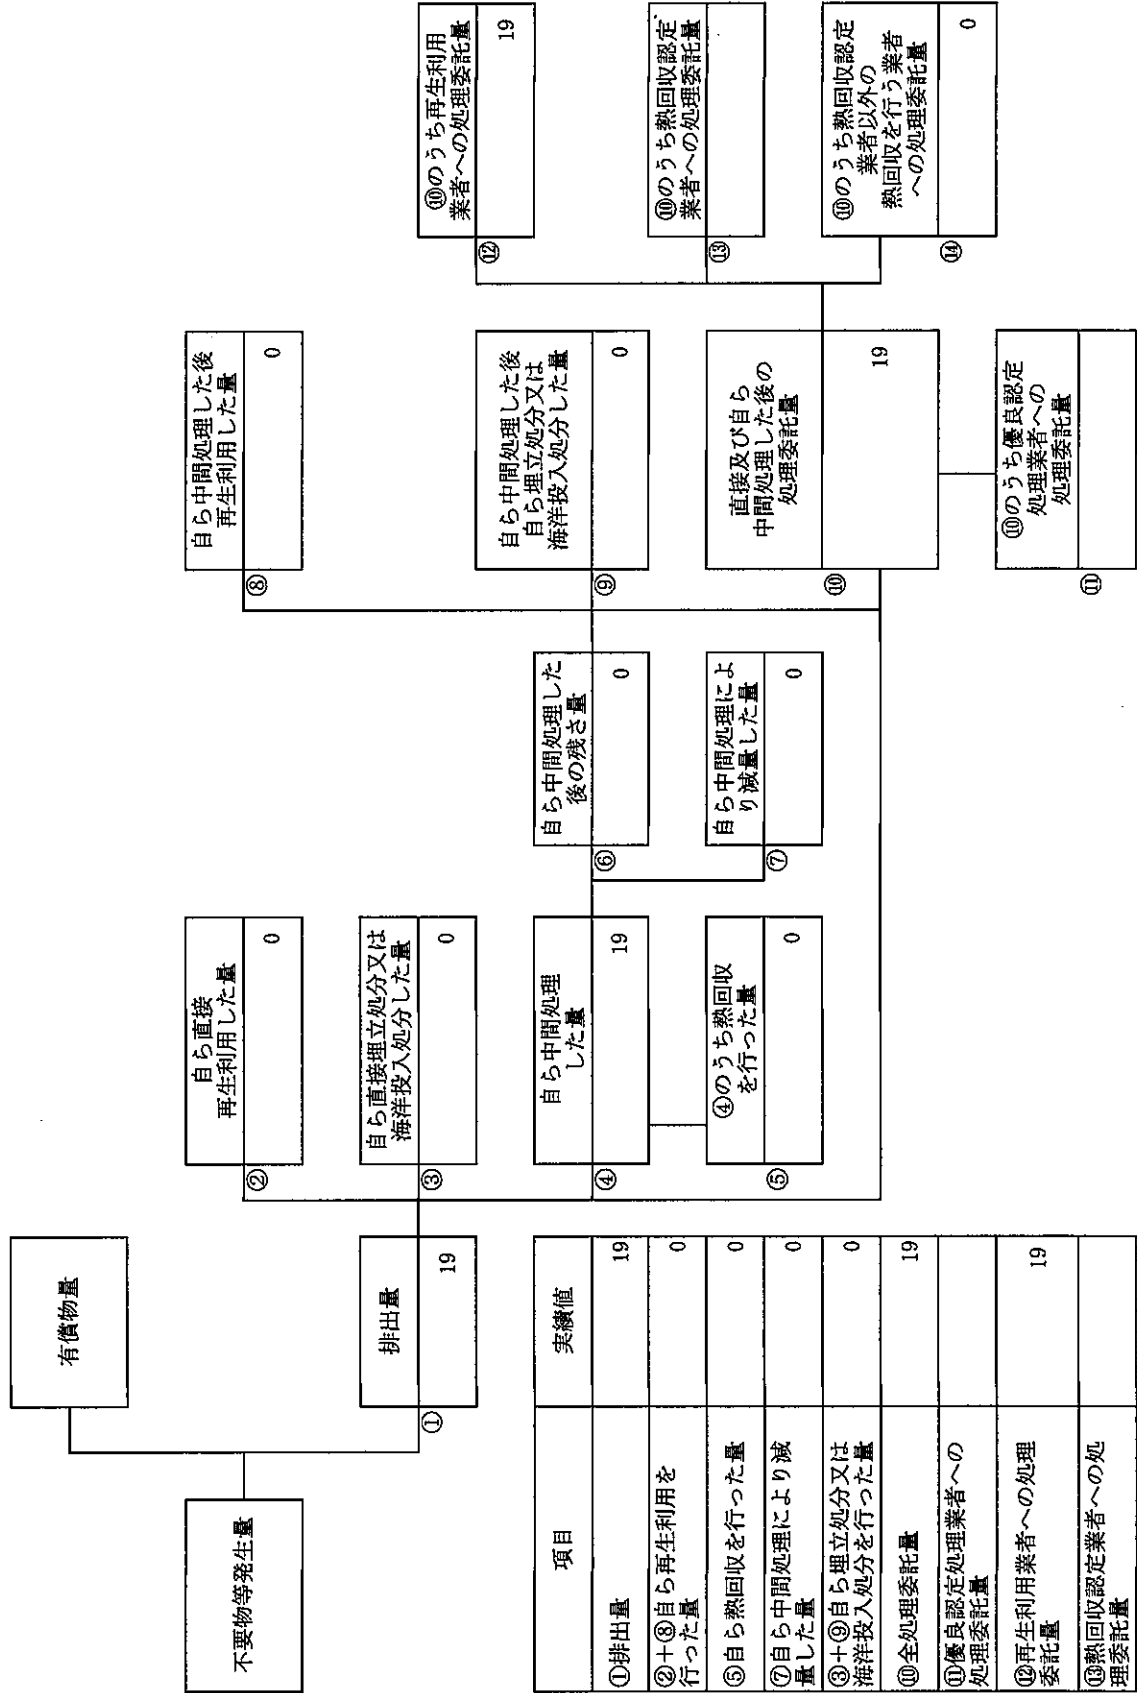 不要物等発生量
有償物量
①
排出量
19
②
自ら直接
再生利用した量
0
③
自ら直接埋立処分又は
海洋投入処分した量
0
④
自ら中間処理
した量
19
⑤
④のうち熱回収
を行った量
0
⑥
自ら中間処理した
後の残さ量
0
⑦
自ら中間処理によ
り減量した量
0
⑧
自ら中間処理した後
再生利用した量
0
⑨
自ら中間処理した後
自ら埋立処分又は
海洋投入処分した量
0
⑩
直接及び自ら
中間処理した後の
処理委託量
19
⑪
⑩のうち優良認定
処理業者への
処理委託量
⑫
⑩のうち再生利用
業者への処理委託量
19
⑬
⑩のうち熱回収認定
業者への処理委託量
⑭
⑩のうち熱回収認定
業者以外の
熱回収を行う業者
への処理委託量
0
項目 実績値
①排出量 19
②+⑧自ら再生利用を
行った量 0
⑤自ら熱回収を行った量 0
⑦自ら中間処理により減
量した量 0
③+⑨自ら埋立処分又は
海洋投入処分を行った量 0
⑩全処理委託量 19
⑪優良認定処理業者への
処理委託量
⑫再生利用業者への処理
委託量 19
⑬熱回収認定業者への処
理委託量